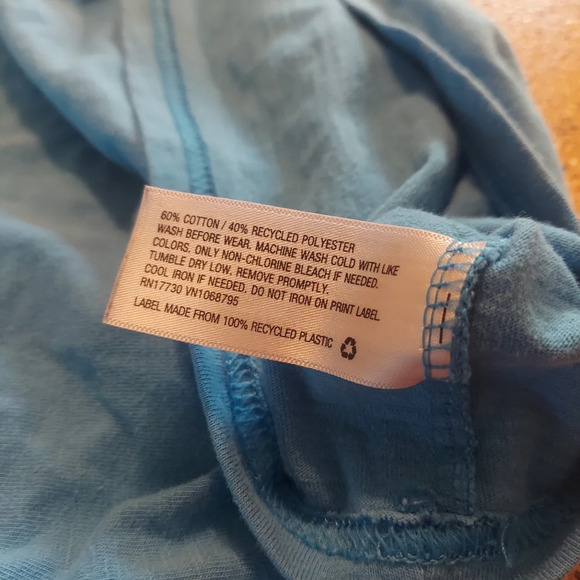 60% COTTON / 40% RECYCLED POLYESTER
WASH BEFORE WEAR. MACHINE WASH COLD WITH LIKE
COLORS. ONLY NON-CHLORINE BLEACH IF NEEDED.
TUMBLE DRY LOW. REMOVE PROMPTLY.
COOL IRON IF NEEDED. DO NOT IRON ON PRINT LABEL
RN17730 VN1068795
LABEL MADE FROM 100% RECYCLED PLASTIC